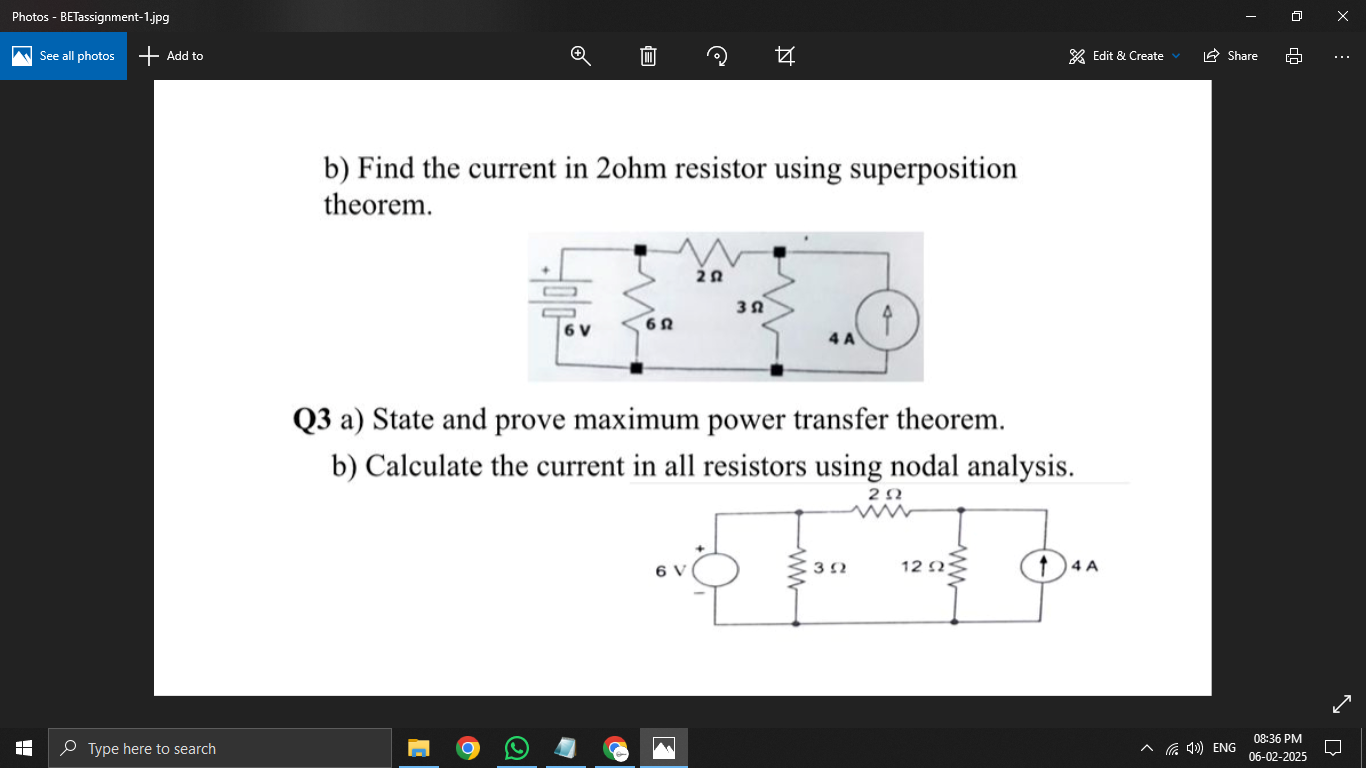 Photos - BETassignment-1.jpg
See all photos
Add to
Edit & Create
Share
b) Find the current in 2ohm resistor using superposition
theorem.
+
2 Ω
3 Ω
6 V
6 Ω
4 A
Q3 a) State and prove maximum power transfer theorem.
b) Calculate the current in all resistors using nodal analysis.
2 Ω
+
6 V
3 Ω
12 Ω
4 A
−
Type here to search
ENG
08:36 PM
06-02-2025